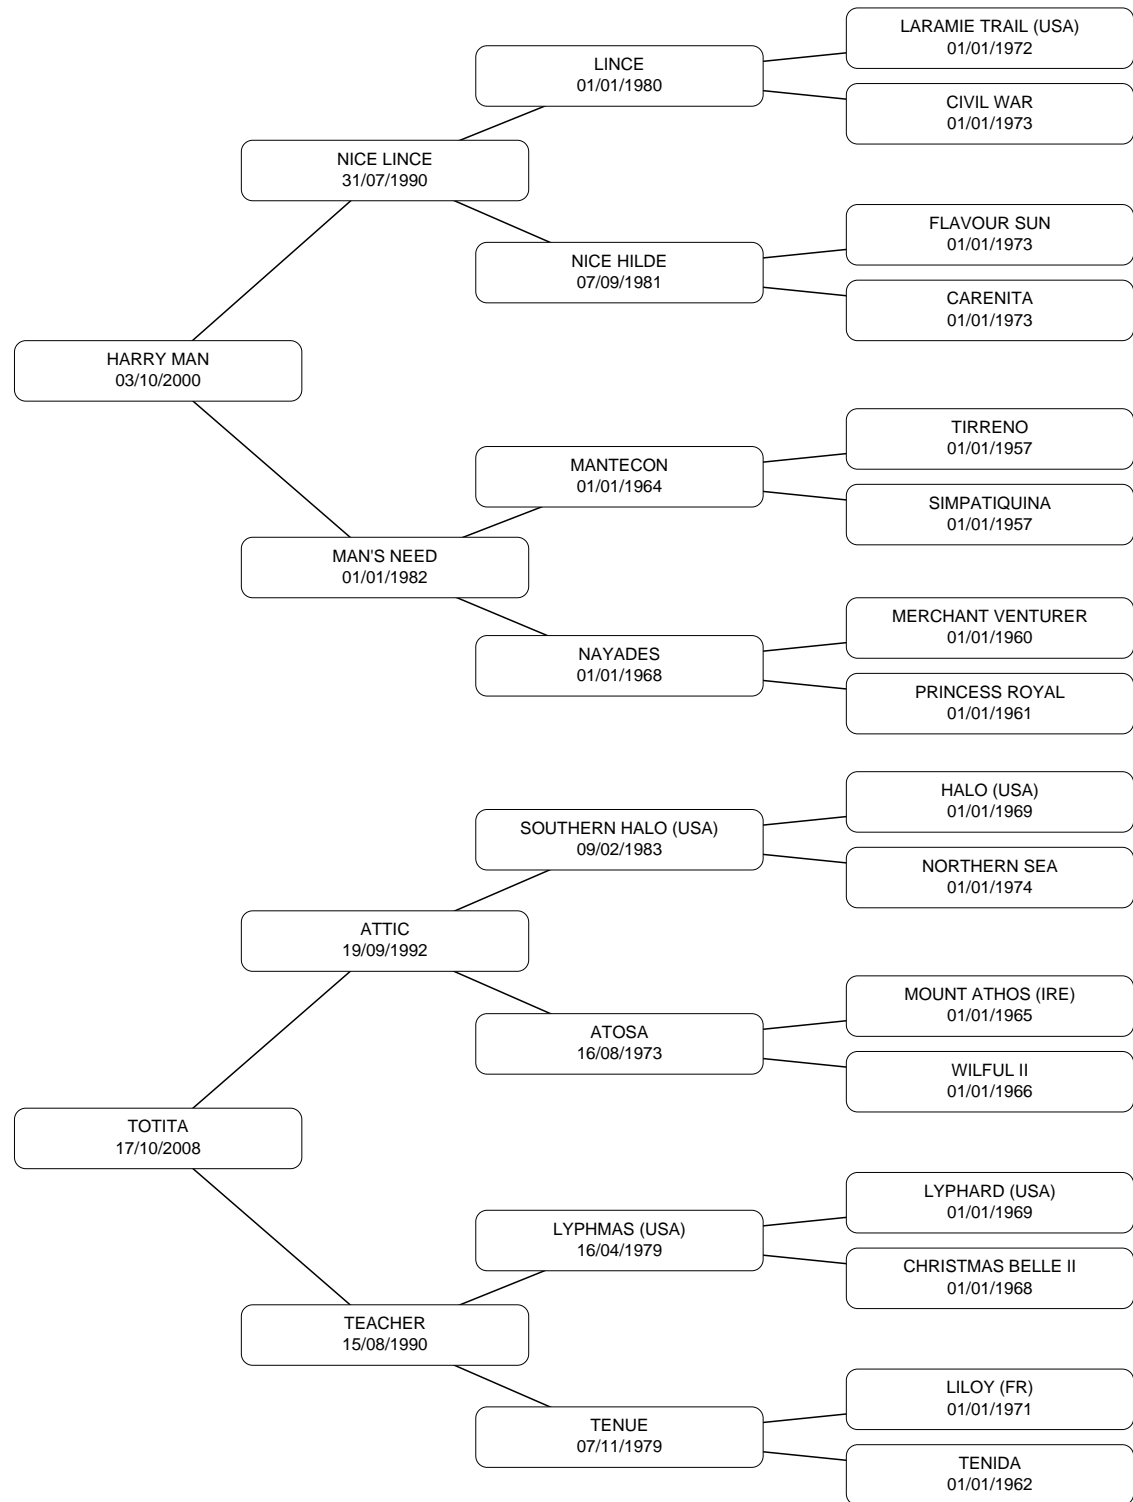 LARAMIE TRAIL (USA)
01/01/1972
LINCE
01/01/1980
CIVIL WAR
01/01/1973
NICE LINCE
31/07/1990
FLAVOUR SUN
01/01/1973
NICE HILDE
07/09/1981
CARENITA
01/01/1973
HARRY MAN
03/10/2000
TIRRENO
01/01/1957
MANTECON
01/01/1964
SIMPATIQUINA
01/01/1957
MAN'S NEED
01/01/1982
MERCHANT VENTURER
01/01/1960
NAYADES
01/01/1968
PRINCESS ROYAL
01/01/1961
HALO (USA)
01/01/1969
SOUTHERN HALO (USA)
09/02/1983
NORTHERN SEA
01/01/1974
ATTIC
19/09/1992
MOUNT ATHOS (IRE)
01/01/1965
ATOSA
16/08/1973
WILFUL II
01/01/1966
TOTITA
17/10/2008
LYPHARD (USA)
01/01/1969
LYPHMAS (USA)
16/04/1979
CHRISTMAS BELLE II
01/01/1968
TEACHER
15/08/1990
LILOY (FR)
01/01/1971
TENUE
07/11/1979
TENIDA
01/01/1962